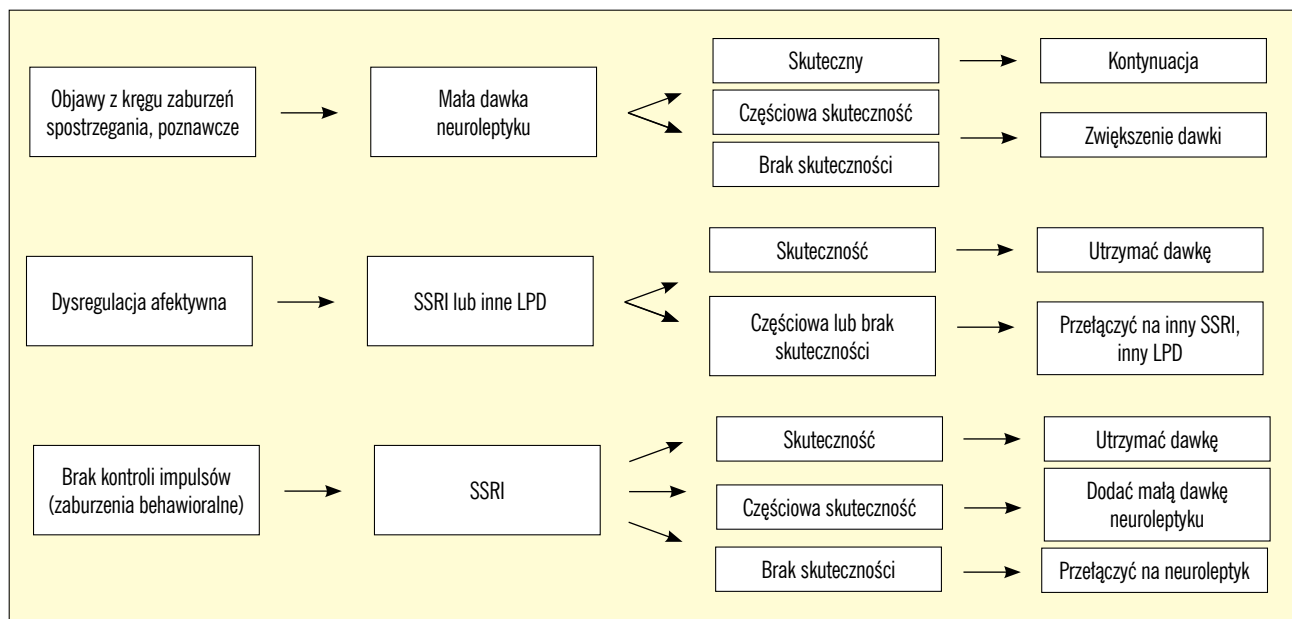 Objawy z kręgu zaburzeń
spostrzegania, poznawcze
Mała dawka
neuroleptyku
Skuteczny
Kontynuacja
Częściowa skuteczność
Brak skuteczności
Zwiększenie dawki
Dysregulacja afektywna
SSRI lub inne LPD
Skuteczność
Utrzymać dawkę
Częściowa lub brak
skuteczności
Przełączyć na inny SSRI,
inny LPD
Brak kontroli impulsów
(zaburzenia behawioralne)
SSRI
Skuteczność
Utrzymać dawkę
Częściowa skuteczność
Dodać małą dawkę
neuroleptyku
Brak skuteczności
Przełączyć na neuroleptyk